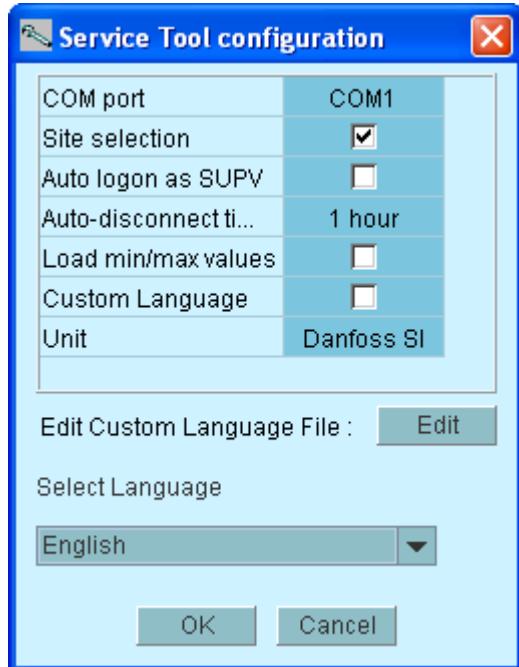 Service Tool configuration
COM port COM1
Site selection
Auto logon as SUPV
Auto-disconnect ti... 1 hour
Load min/max values
Custom Language
Unit Danfoss SI
Edit Custom Language File : Edit
Select Language
English
OK Cancel